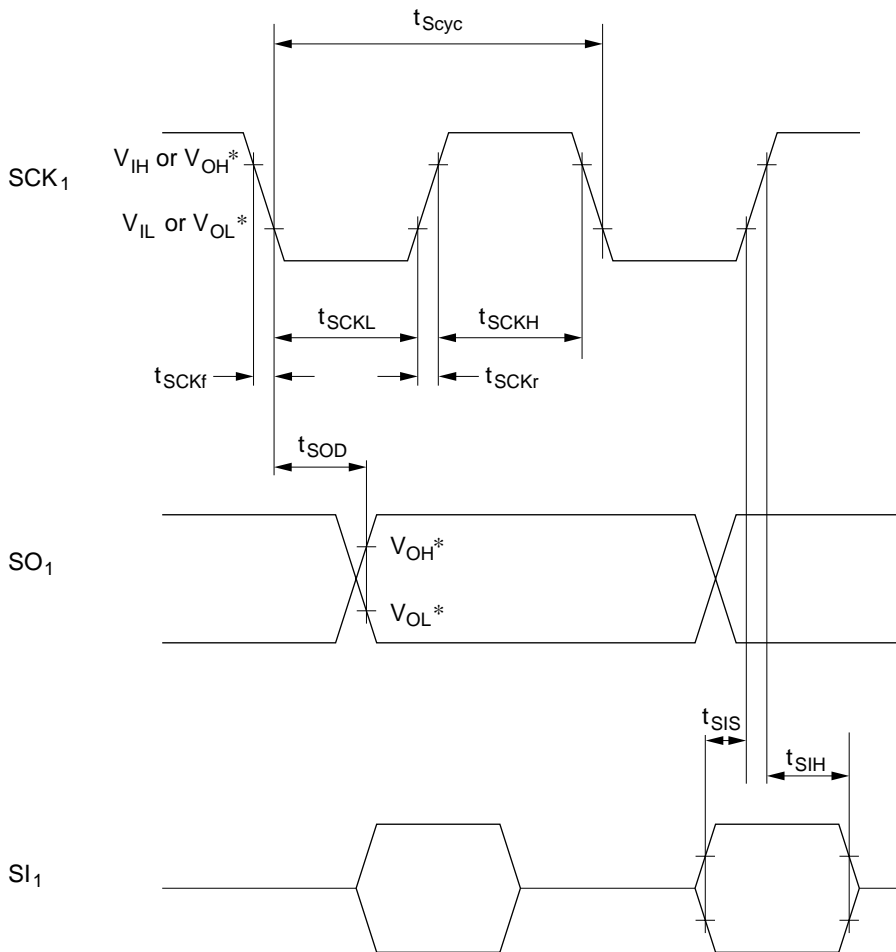 tScyc
SCK1
VIH or VOH*
VIL or VOL*
tSCKL
tSCKH
tSCKf
tSCKr
tSOD
SO1
VOH*
VOL*
tSIS
tSIH
SI1